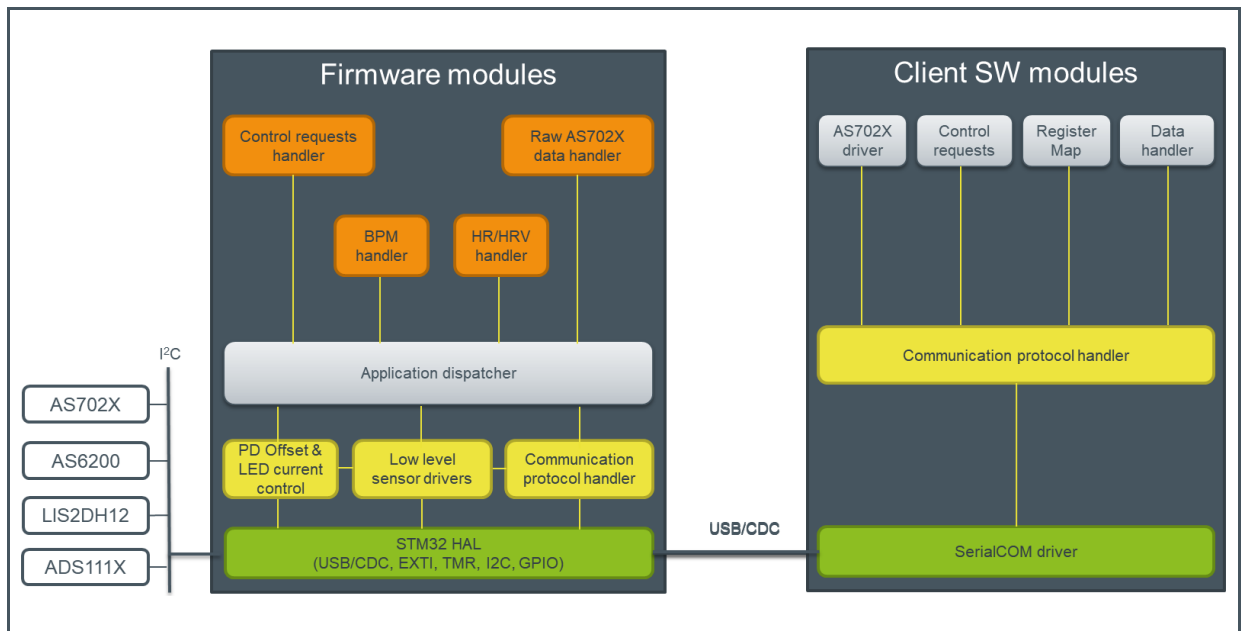 Firmware modules
Control requests
handler
Raw AS702X
data handler
BPM
handler
HR/HRV
handler
Application dispatcher
PD Offset &
LED current
control
Low level
sensor drivers
Communication
protocol handler
STM32 HAL
(USB/CDC, EXTI, TMR, I2C, GPIO)
I²C
AS702X
AS6200
LIS2DH12
ADS111X
USB/CDC
Client SW modules
AS702X
driver
Control
requests
Register
Map
Data
handler
Communication protocol handler
SerialCOM driver